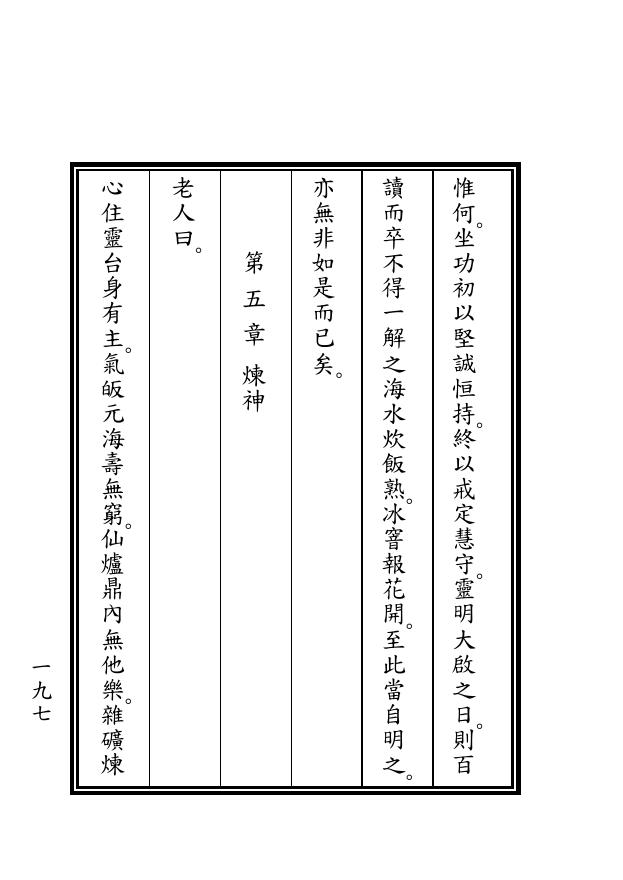 惟何。坐功初以堅誠恒持。終以戒定慧守。靈明大啟之日。則百
讀而卒不得一解之海水炊飯熟。冰窖報花開。至此當自明之。
亦無非如是而已矣。
第五章 煉神
老人曰。
心住靈台身有主。氣皈元海壽無窮。仙爐鼎內無他樂。雜礦煉
一九七